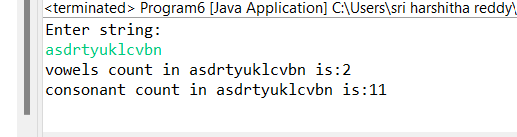 <terminated> Program6 [Java Application] C:\Users\sri harshitha reddy\
Enter string:
asdrtyuklcvbn
vowels count in asdrtyuklcvbn is:2
consonant count in asdrtyuklcvbn is:11